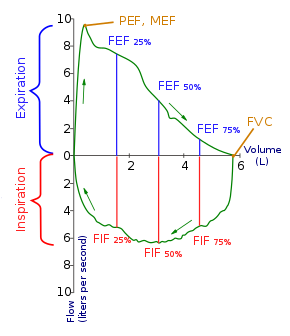 10
PEF, MEF
8
FEF 25%
6
Expiration
FEF 50%
4
FVC
2
FEF 75%
Volume
(L)
0
2
4
6
2
Inspiration
4
6
FIF 25%
FIF 50%
FIF 75%
8
10
Flow
(liters per second)